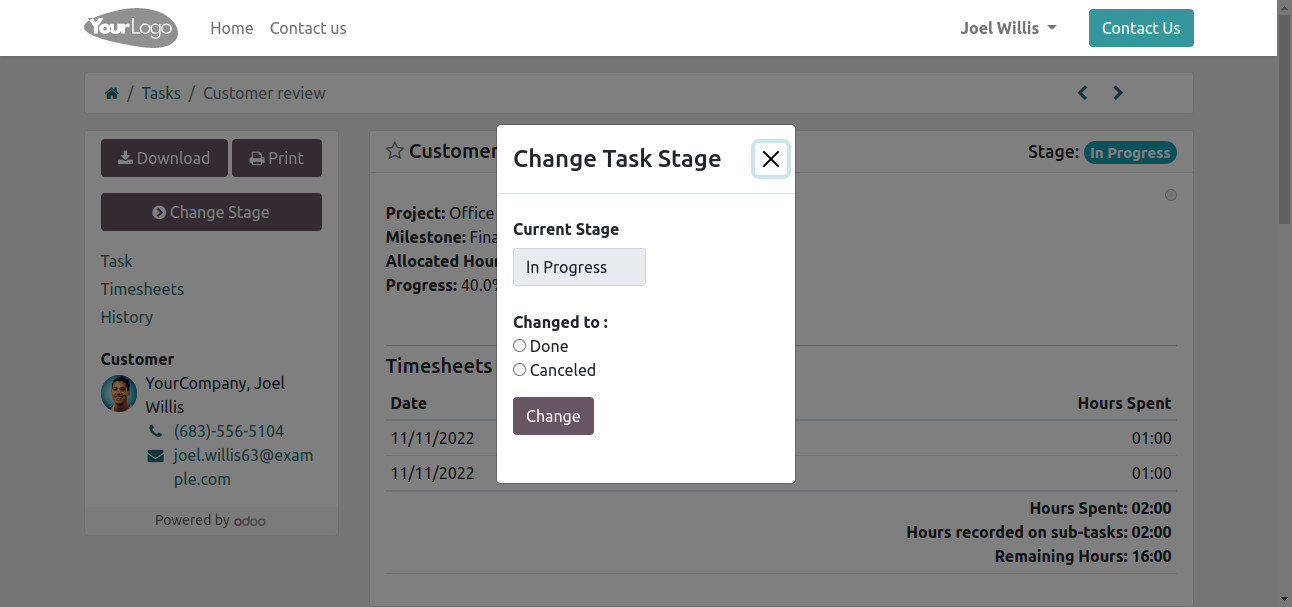 YourLogo
Home
Contact us
Joel Willis
Contact Us
/ Tasks / Customer review
Download
Print
Change Stage
Task
Timesheets
History
Customer
YourCompany, Joel
Willis
(683)-556-5104
joel.willis63@exam
ple.com
Powered by odoo
Customer
Stage: In Progress
Project: Office
Milestone:
Allocated
Progress: 40.0%
Timesheets
Date
Hours Spent
11/11/2022
01:00
11/11/2022
01:00
Hours Spent: 02:00
Hours recorded on sub-tasks: 02:00
Remaining Hours: 16:00
Change Task Stage
Current Stage
In Progress
Changed to :
Done
Canceled
Change